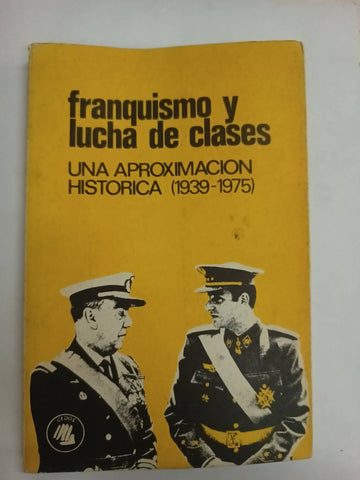 franquismo y
lucha de clases
UNA APROXIMACION
HISTORICA (1939-1975)